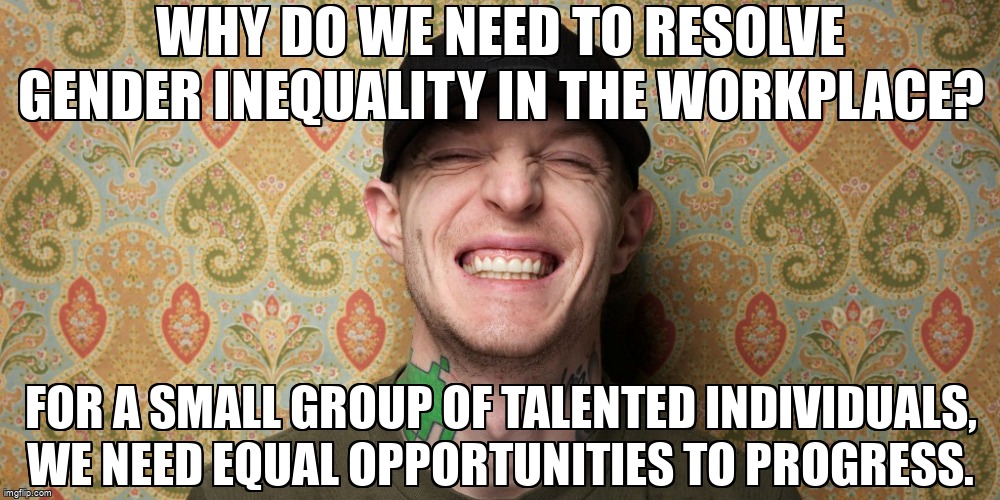 WHY DO WE NEED TO RESOLVE
GENDER INEQUALITY IN THE WORKPLACE?
FOR A SMALL GROUP OF TALENTED INDIVIDUALS,
WE NEED EQUAL OPPORTUNITIES TO PROGRESS.
imgflip.com